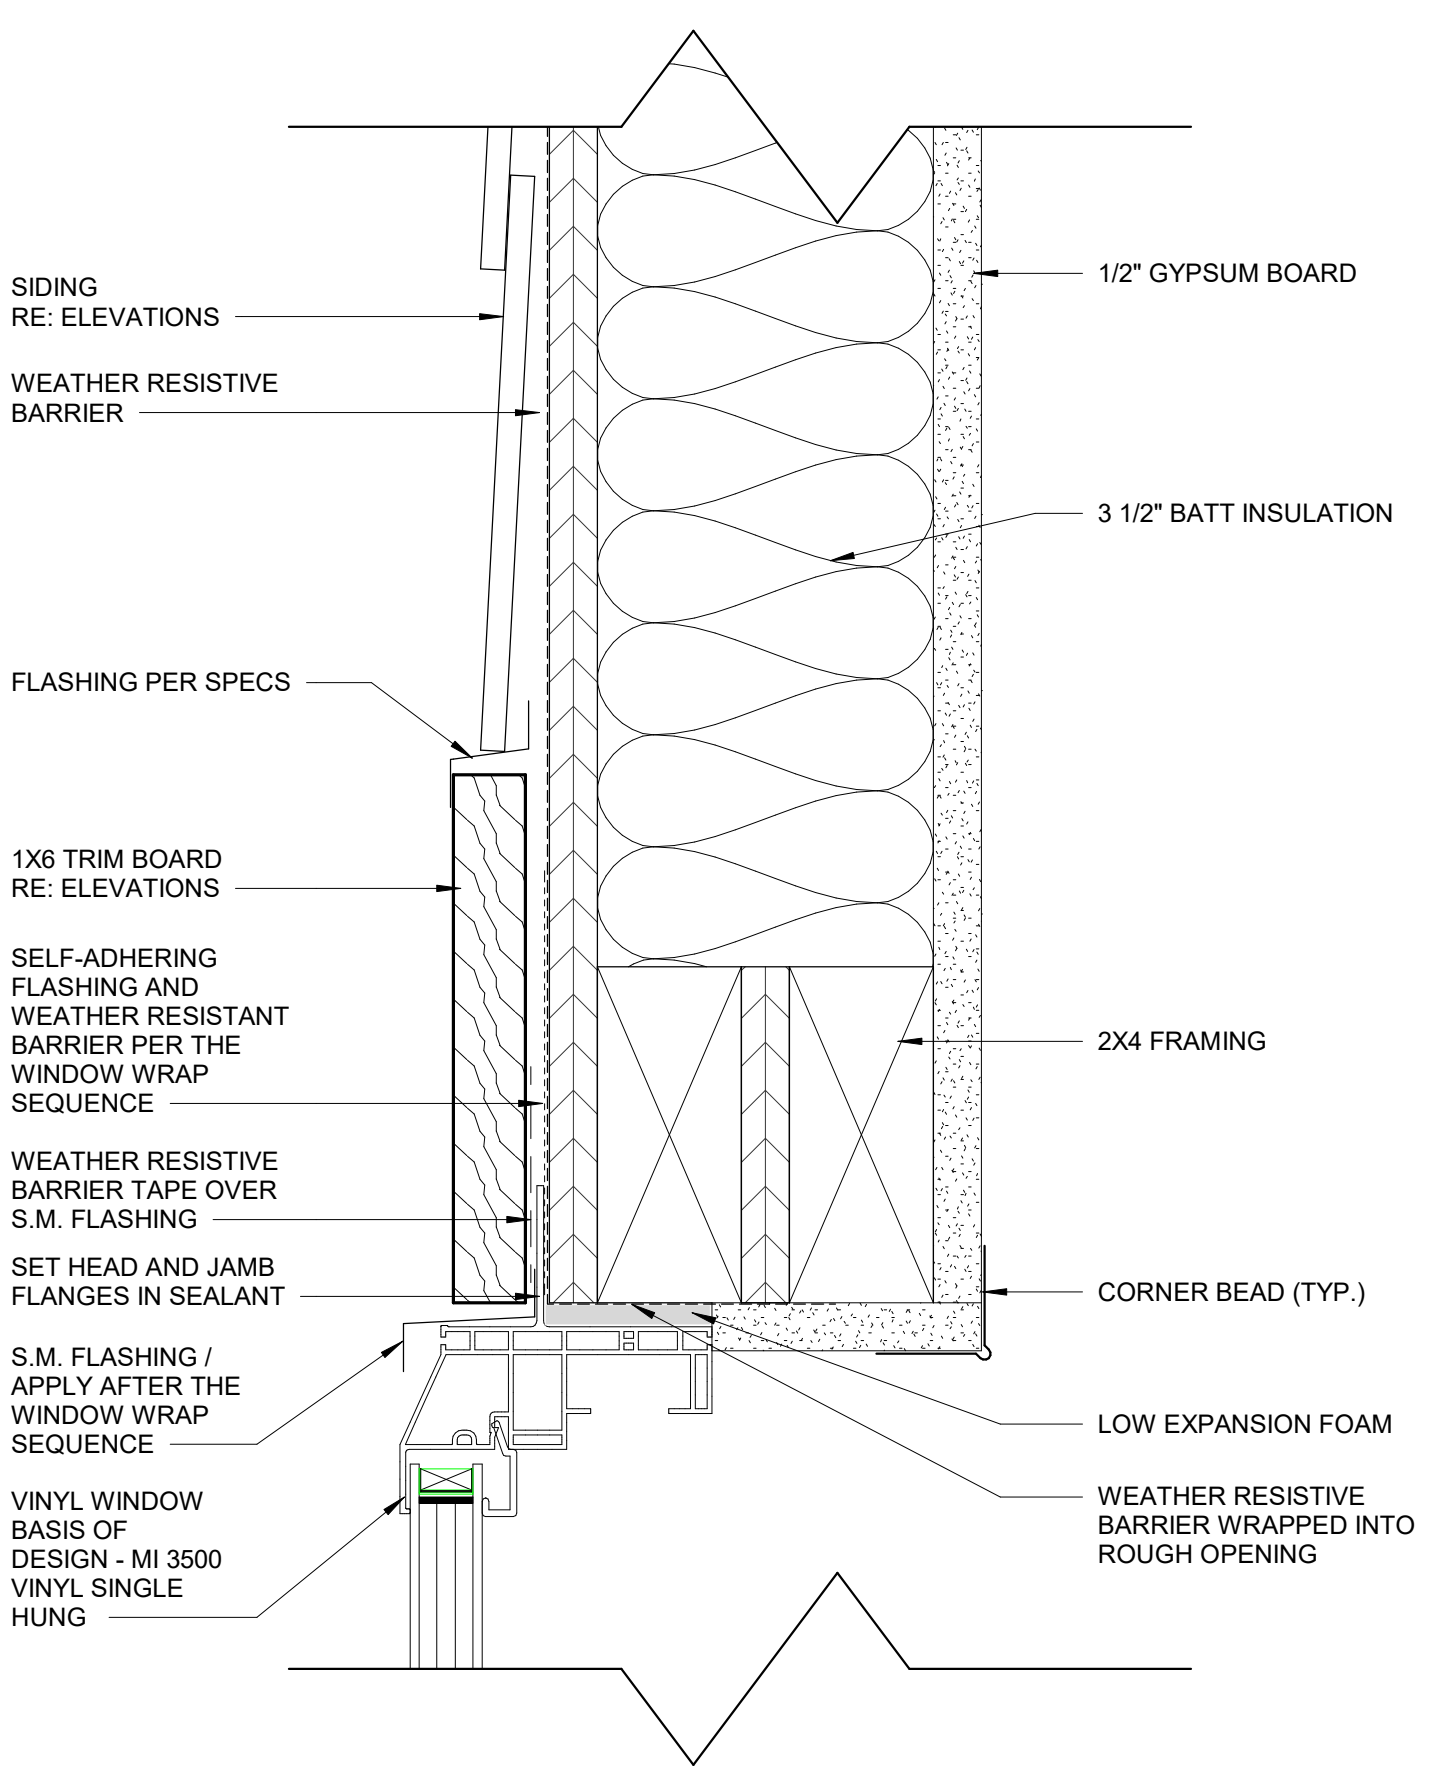 SIDING
RE: ELEVATIONS
WEATHER RESISTIVE
BARRIER
FLASHING PER SPECS
1X6 TRIM BOARD
RE: ELEVATIONS
SELF-ADHERING
FLASHING AND
WEATHER RESISTANT
BARRIER PER THE
WINDOW WRAP
SEQUENCE
WEATHER RESISTIVE
BARRIER TAPE OVER
S.M. FLASHING
SET HEAD AND JAMB
FLANGES IN SEALANT
S.M. FLASHING /
APPLY AFTER THE
WINDOW WRAP
SEQUENCE
VINYL WINDOW
BASIS OF
DESIGN - MI 3500
VINYL SINGLE
HUNG
1/2" GYPSUM BOARD
3 1/2" BATT INSULATION
2X4 FRAMING
CORNER BEAD (TYP.)
LOW EXPANSION FOAM
WEATHER RESISTIVE
BARRIER WRAPPED INTO
ROUGH OPENING